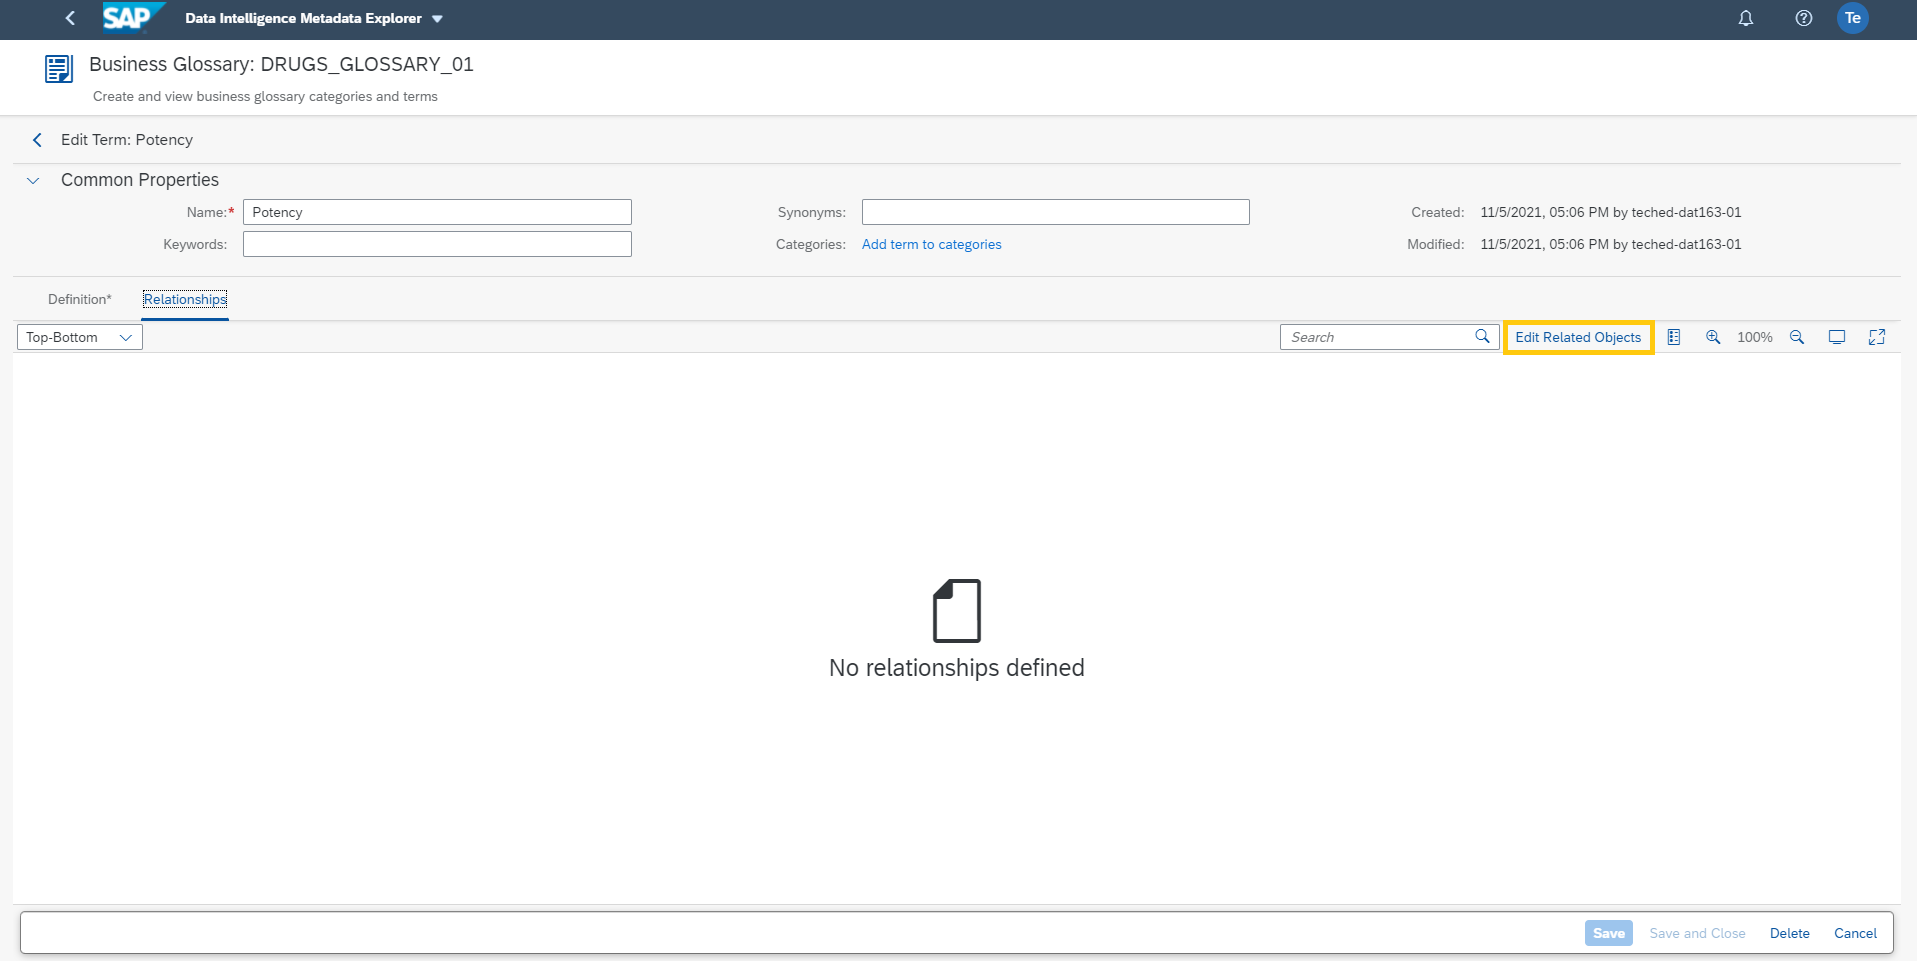 SAP Data Intelligence Metadata Explorer Te
Business Glossary: DRUGS_GLOSSARY_01
Create and view business glossary categories and terms
Edit Term: Potency
Common Properties
Name:* Potency Synonyms: Created: 11/5/2021, 05:06 PM by teched-dat163-01
Keywords: Categories: Add term to categories Modified: 11/5/2021, 05:06 PM by teched-dat163-01
Definition* Relationships
Top-Bottom Search Edit Related Objects 100%
No relationships defined
Save Save and Close Delete Cancel